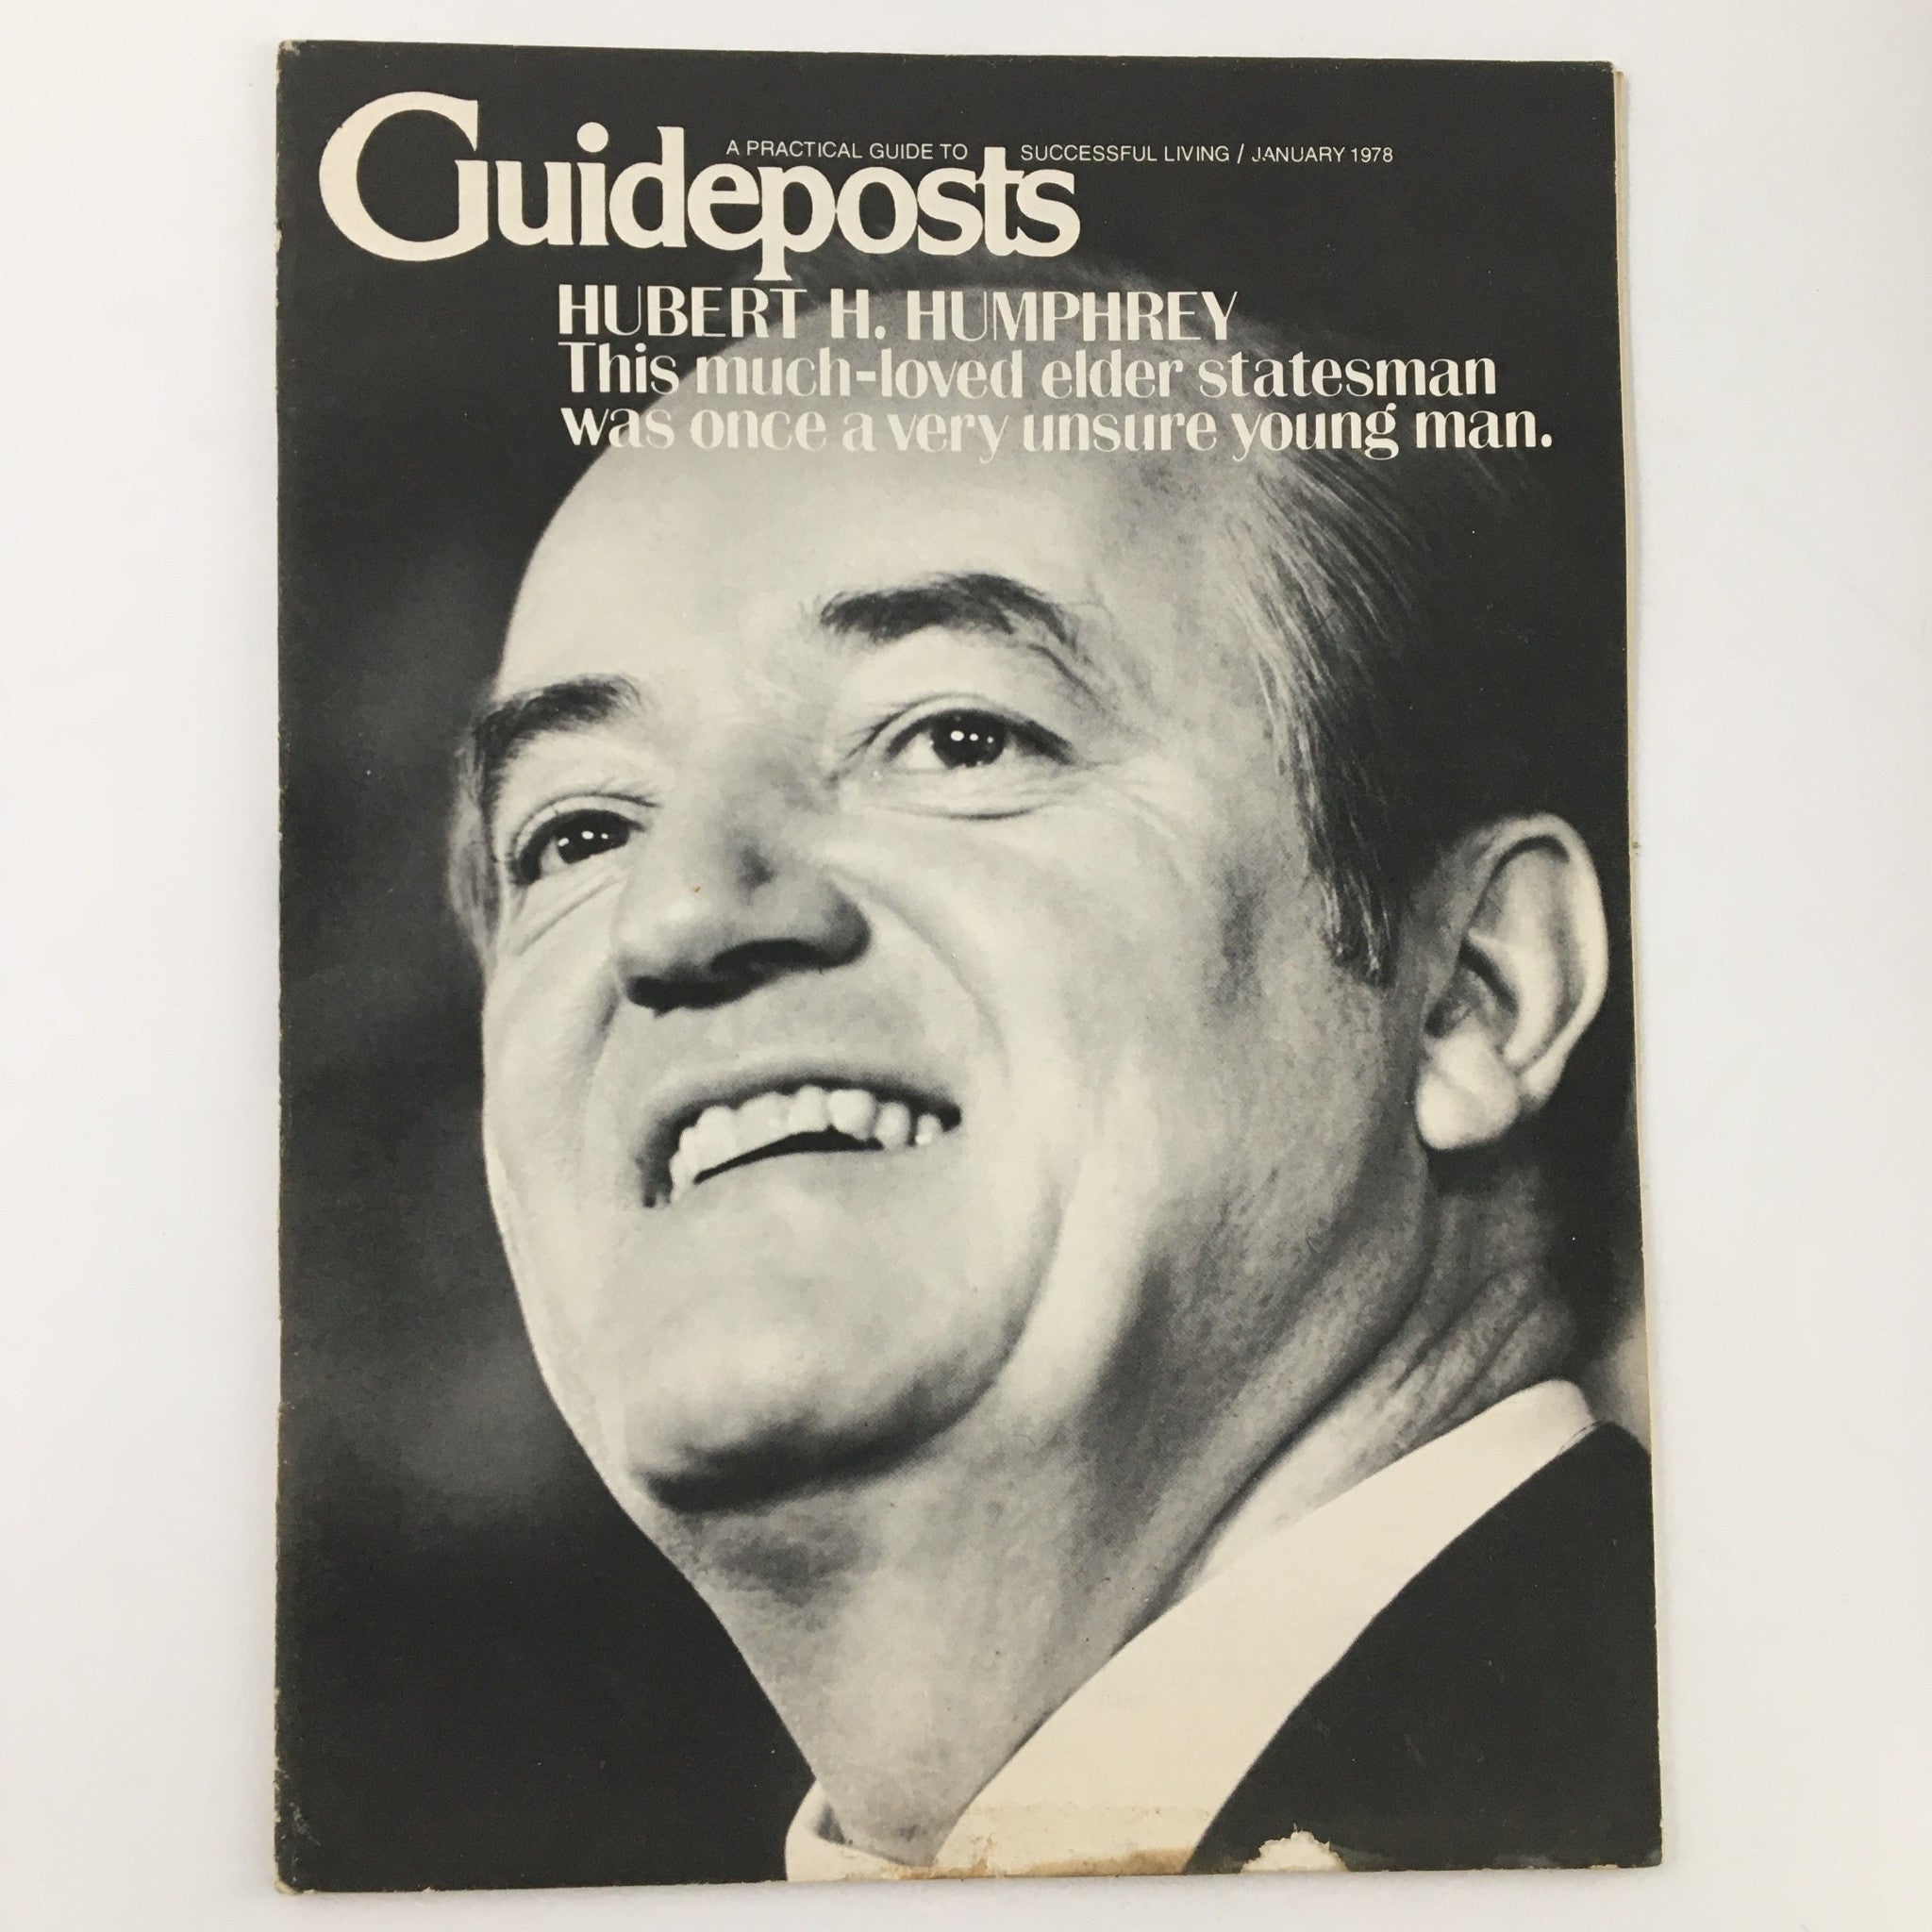 A PRACTICAL GUIDE TO SUCCESSFUL LIVING / JANUARY 1978
Guideposts
HUBERT H. HUMPHREY
This much-loved elder statesman
was once a very unsure young man.